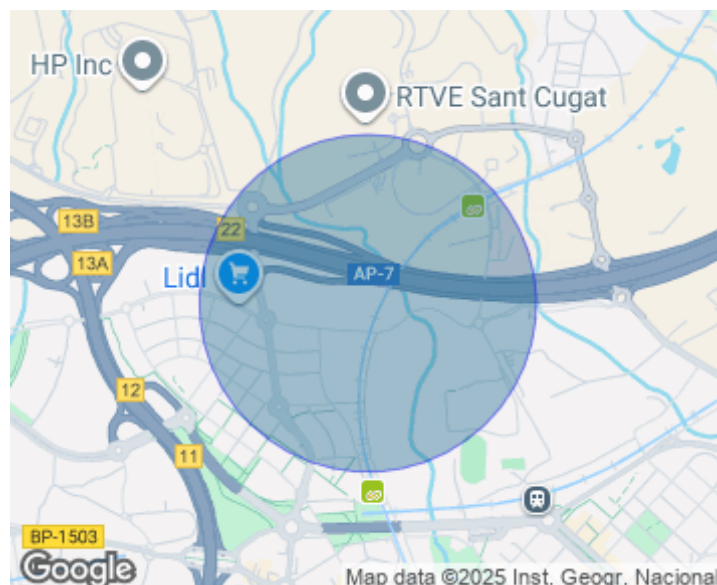 HP Inc
RTVE Sant Cugat
13B
22
13A
Lidl
AP-7
12
11
BP-1503
Google
Map data ©2025 Inst. Geogr. Nacional